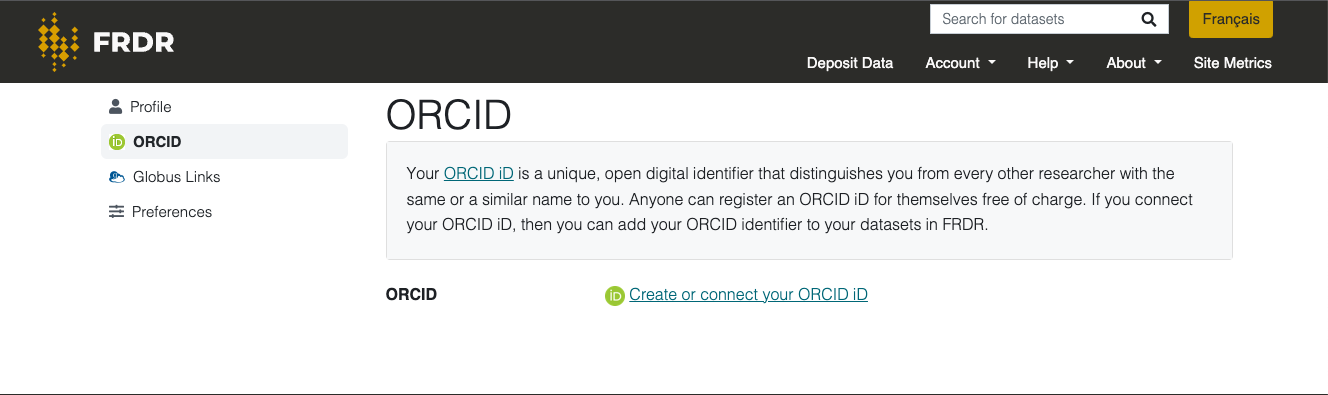 FRDR
Search for datasets
Français
Deposit Data Account Help About Site Metrics
Profile
iD ORCID
Globus Links
Preferences
ORCID
Your ORCID iD is a unique, open digital identifier that distinguishes you from every other researcher with the
same or a similar name to you. Anyone can register an ORCID iD for themselves free of charge. If you connect
your ORCID iD, then you can add your ORCID identifier to your datasets in FRDR.
ORCID iD Create or connect your ORCID iD